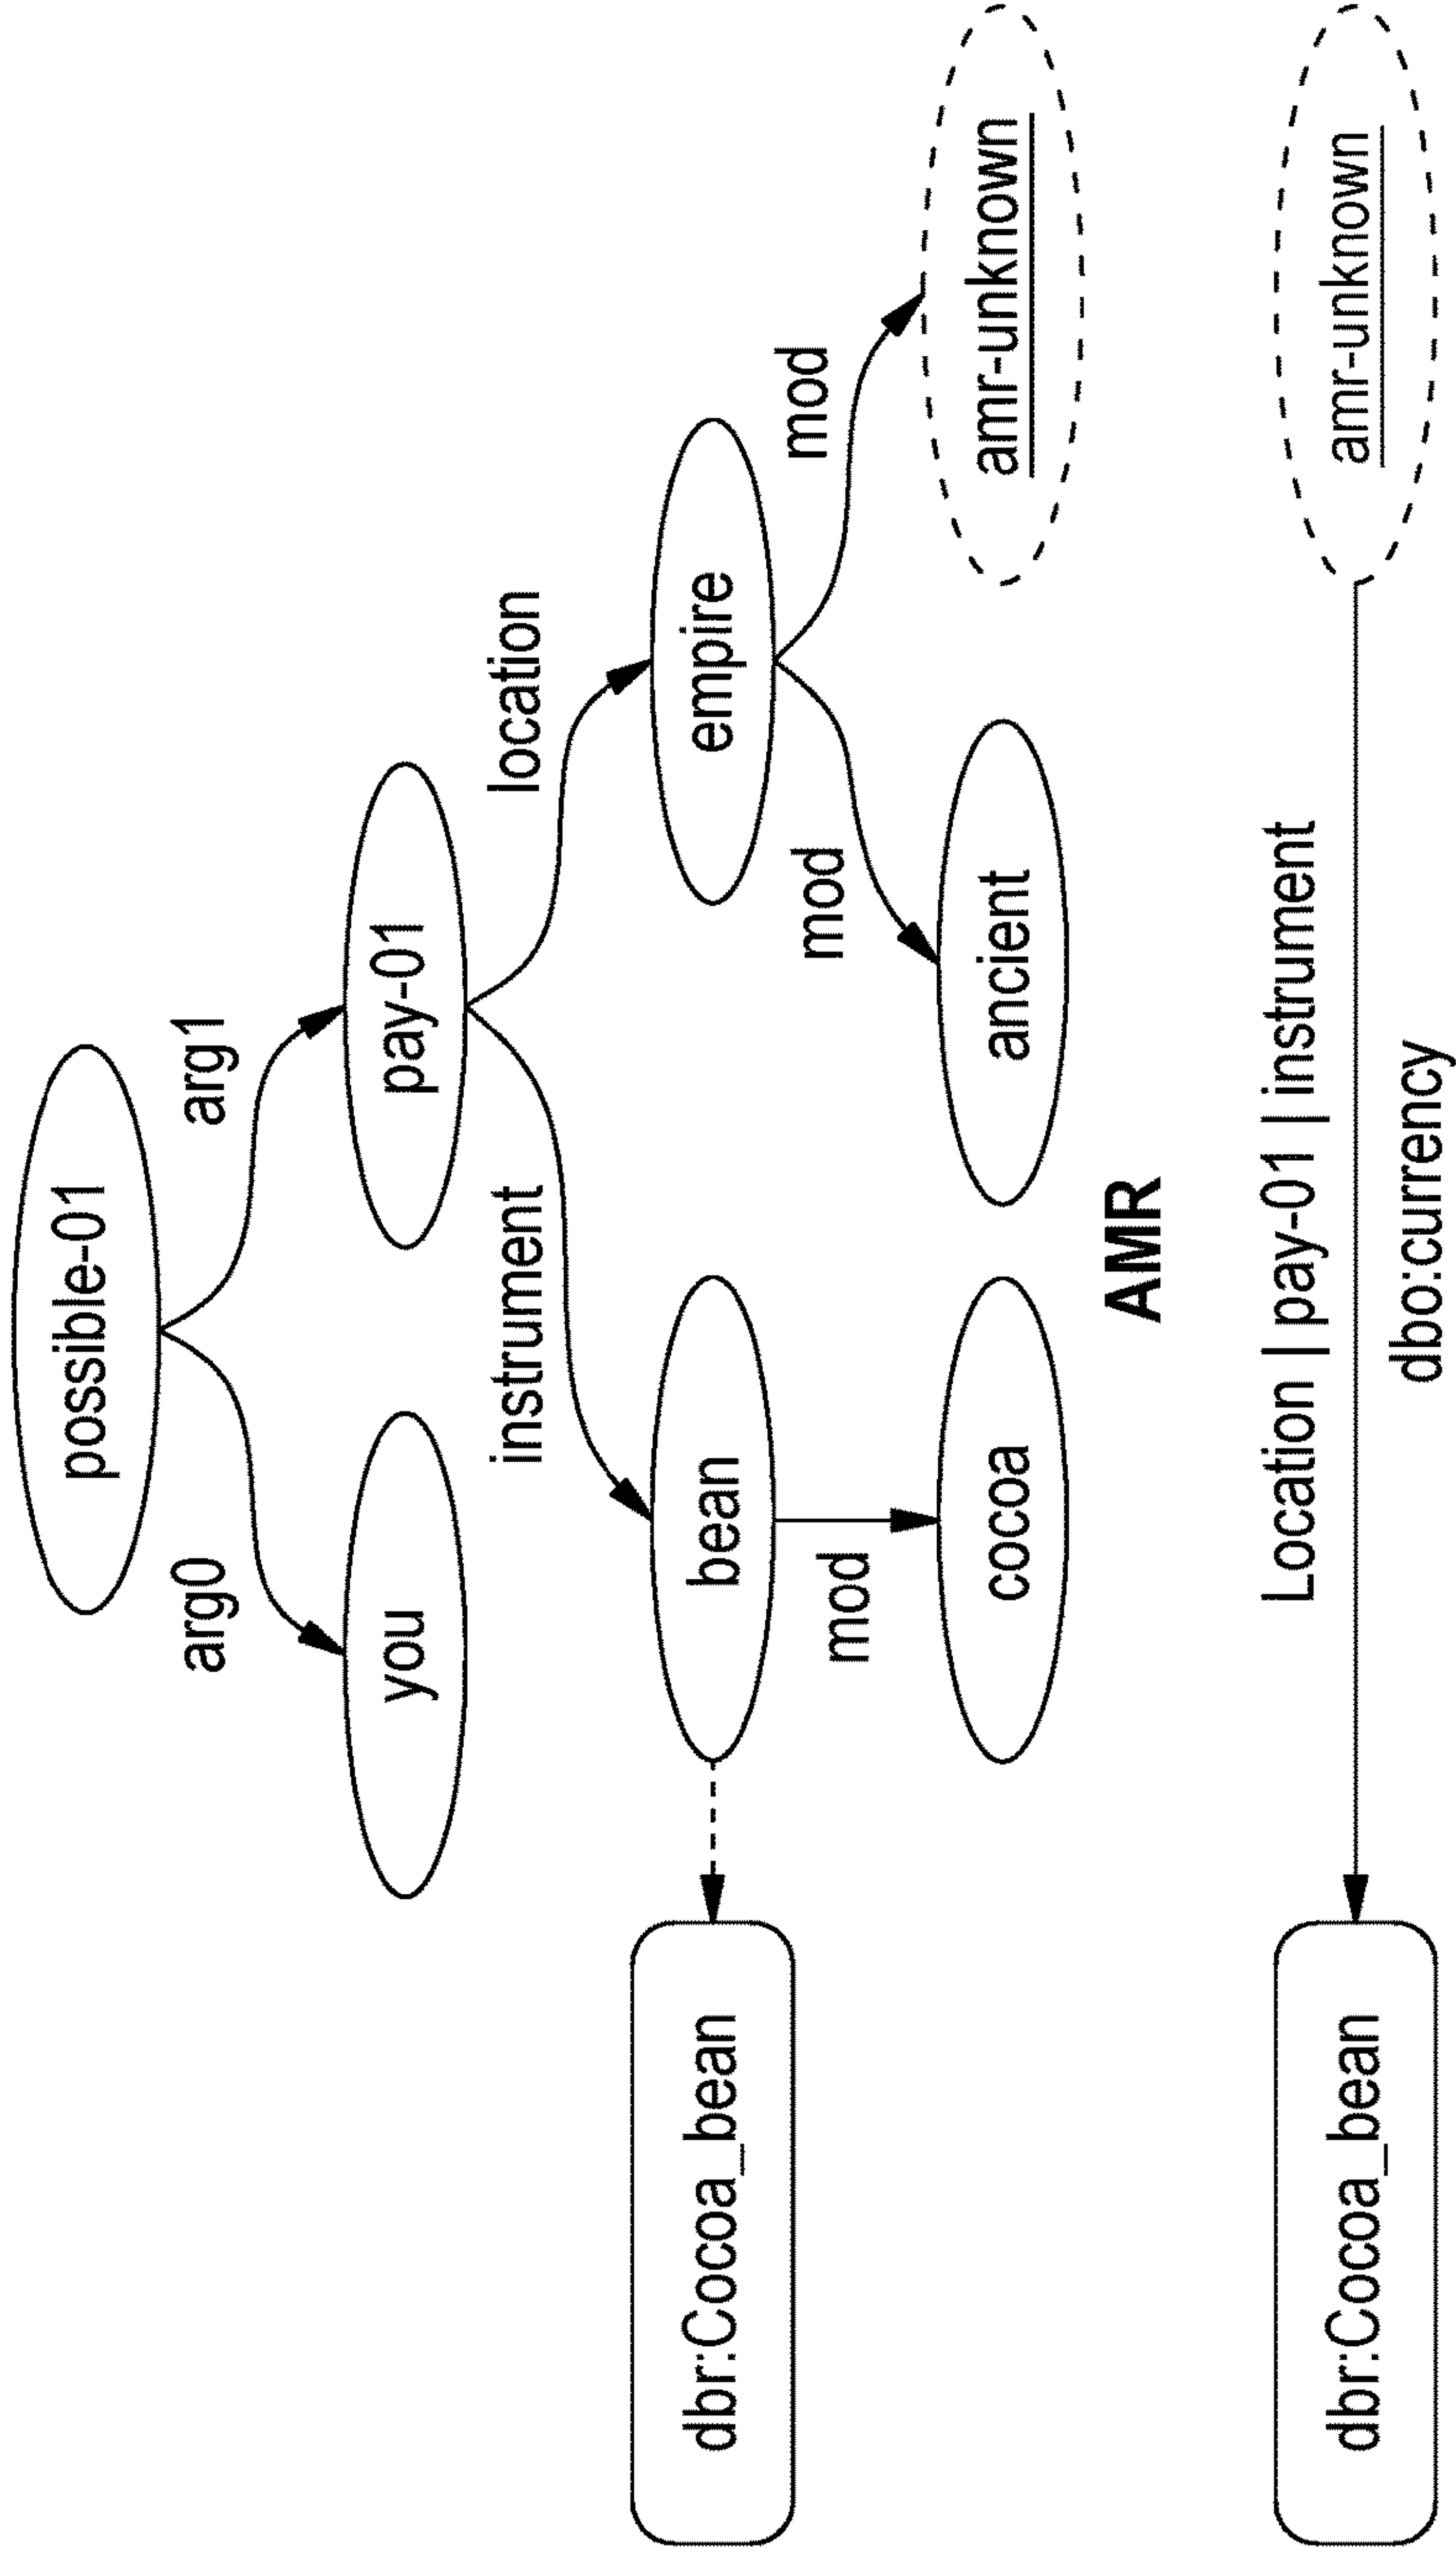 possible-01
arg0
arg1
you
pay-01
instrument
location
dbr:Cocoa_bean
bean
empire
mod
mod
mod
cocoa
ancient
amr-unknown
AMR
Location | pay-01 | instrument
dbr:Cocoa_bean
amr-unknown
dbo:currency